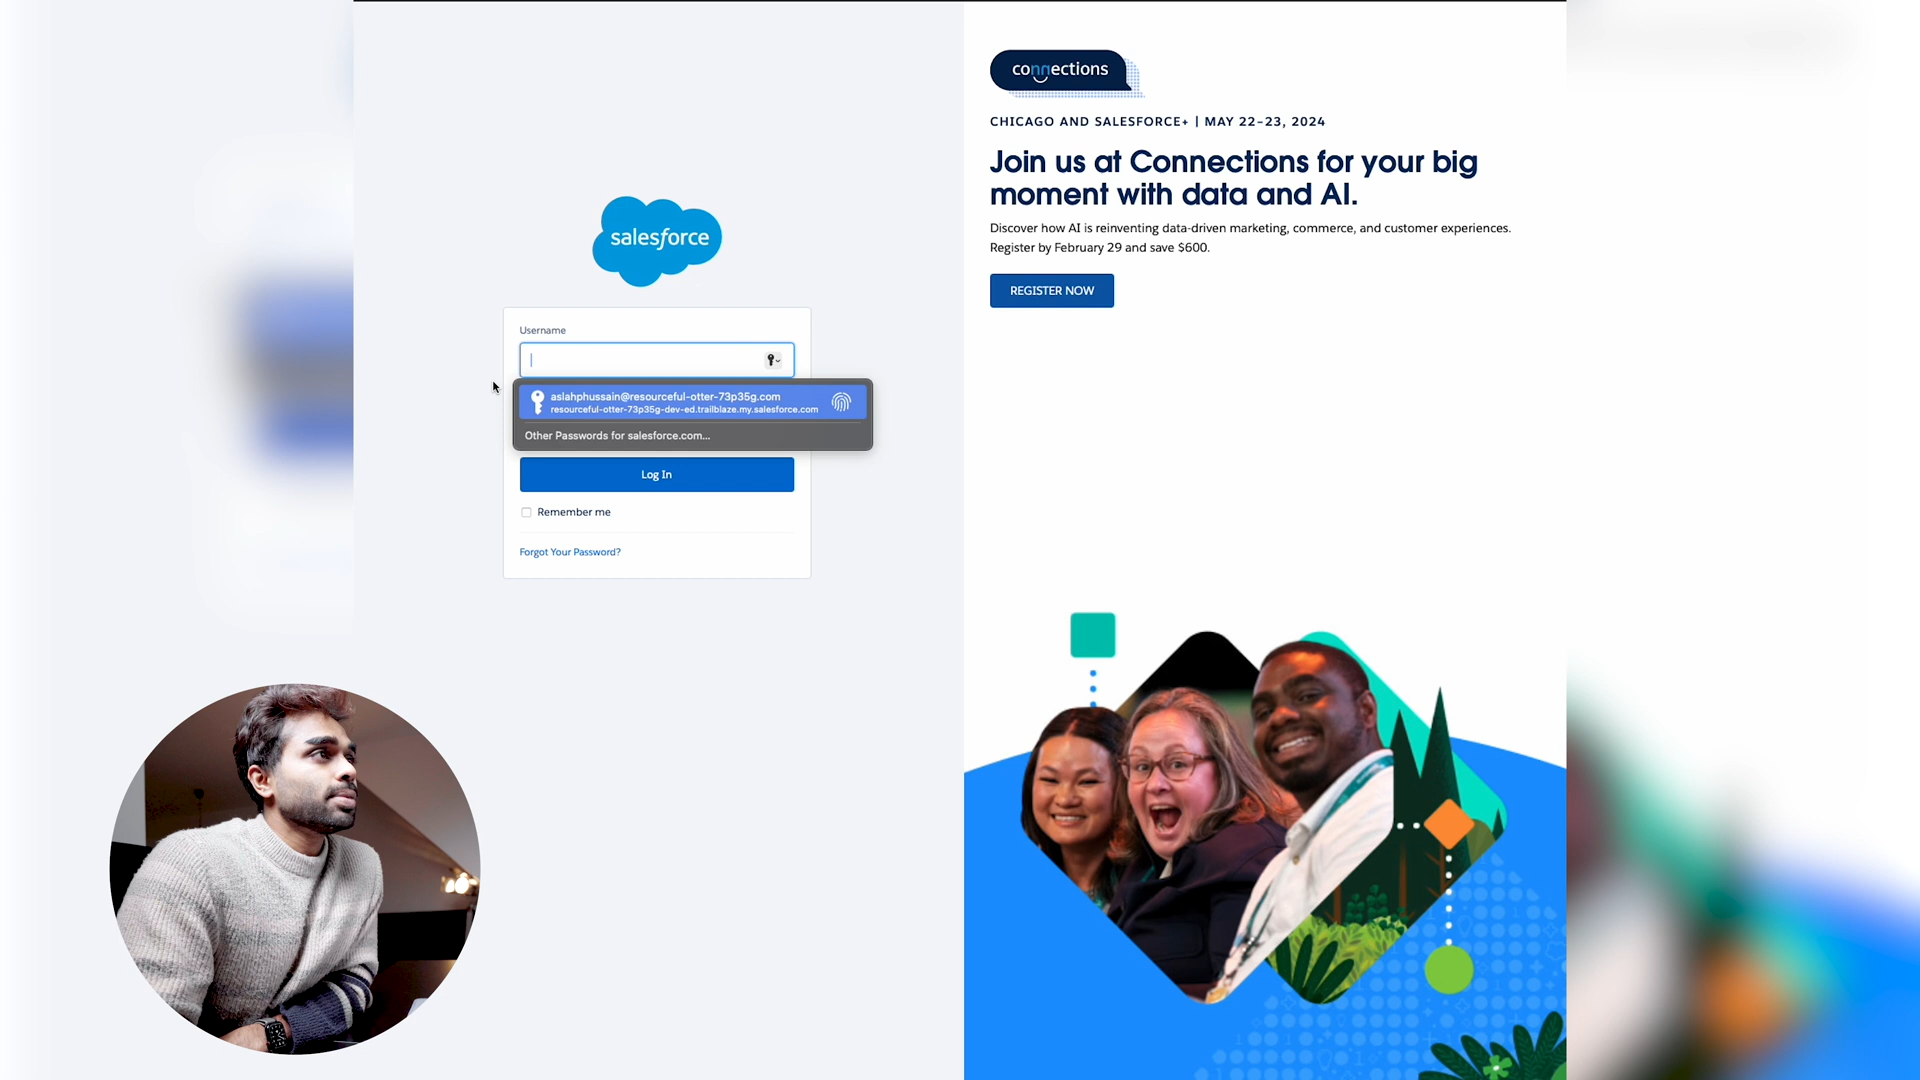 salesforce
Username
aslahphussain@resourceful-otter-73p35g.com
resourceful-otter-73p35g-dev-ed.trailblaze.my.salesforce.com
Other Passwords for salesforce.com...
Log In
Remember me
Forgot Your Password?
connections
CHICAGO AND SALESFORCE+ | MAY 22–23, 2024
Join us at Connections for your big
moment with data and AI.
Discover how AI is reinventing data-driven marketing, commerce, and customer experiences.
Register by February 29 and save $600.
REGISTER NOW